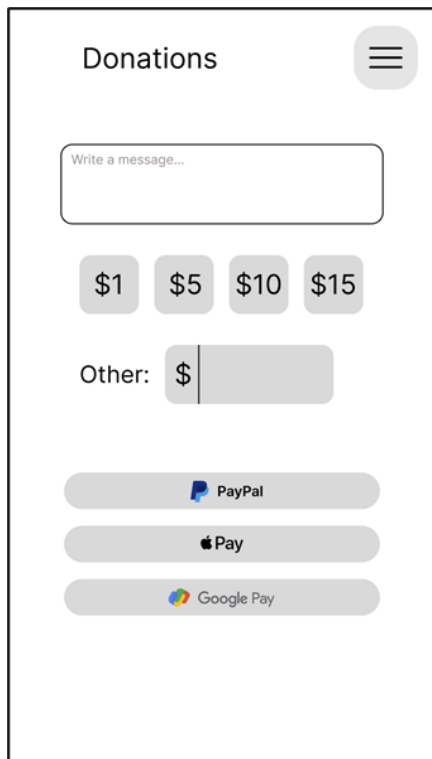 Donations
Write a message...
$1 $5 $10 $15
Other: $
PayPal
Pay
Google Pay